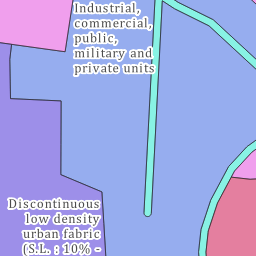 Industrial,
commercial,
public,
military and
private units
Discontinuous
low density
urban fabric
(S.L. : 10% -